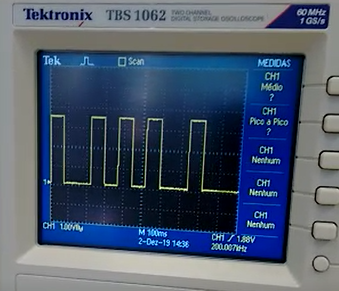 Tektronix TBS 1062 TWO CHANNEL DIGITAL STORAGE OSCILLOSCOPE 60 MHz 1 GS/s
Tek Scan MEDIDAS
CH1
Médio
?
CH1
Pico a Pico
?
CH1
Nenhum
CH1
Nenhum
CH1
Nenhum
1
CH1 1.00V M 100ms CH1 / 1.88V
2-Dez-19 14:36 200.007kHz